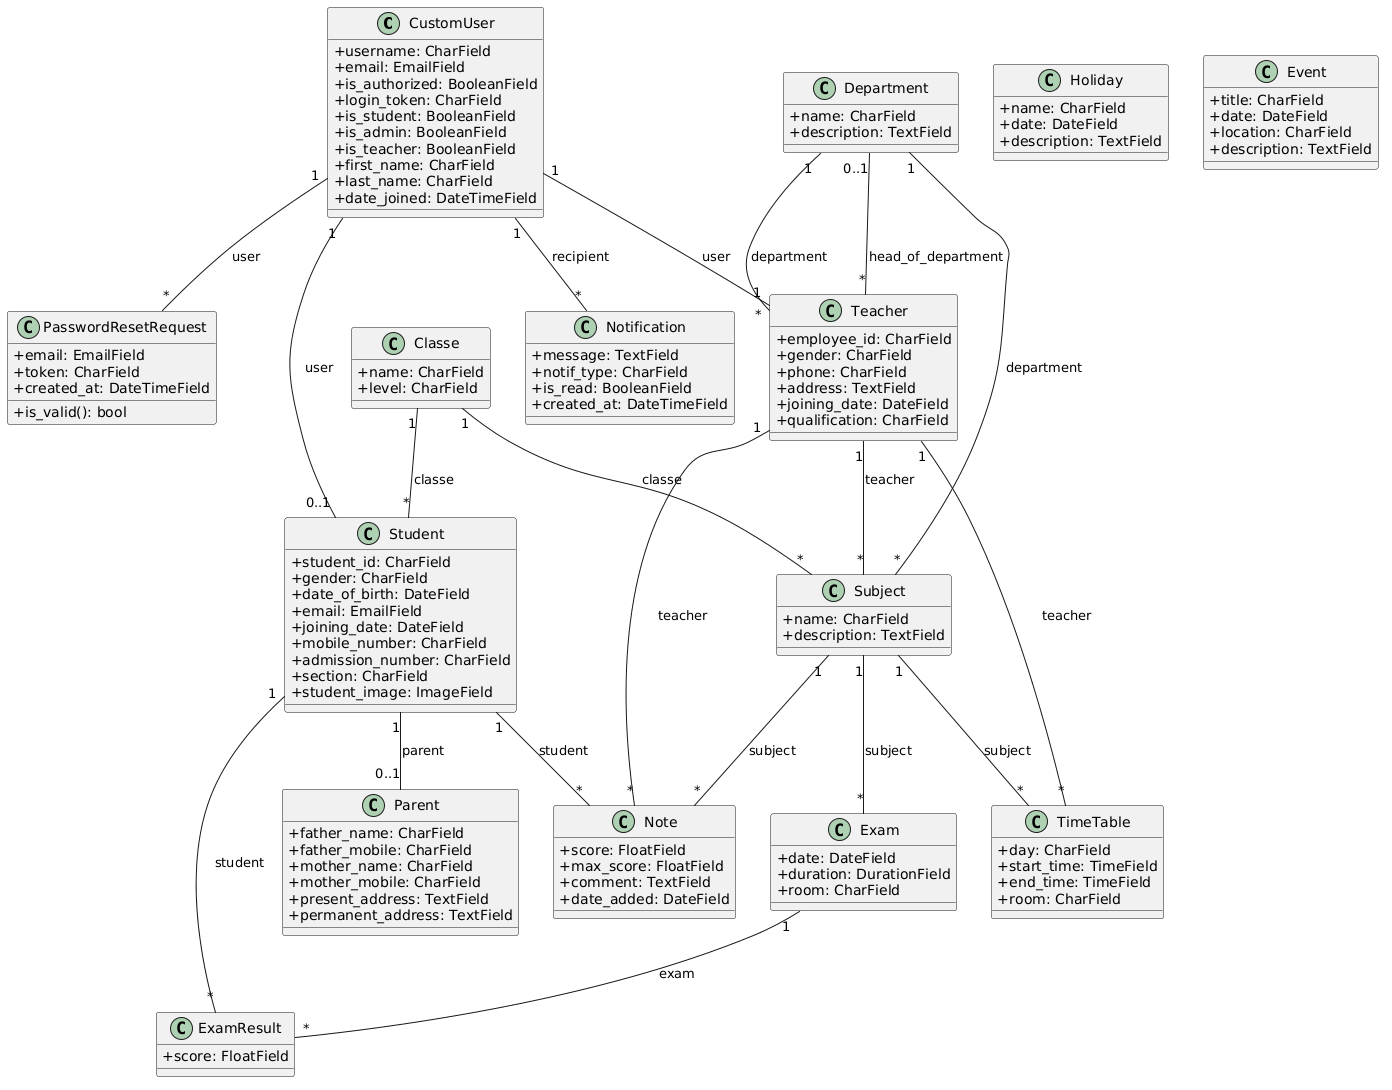 C CustomUser
+username: CharField
+email: EmailField
+is_authorized: BooleanField
+login_token: CharField
+is_student: BooleanField
+is_admin: BooleanField
+is_teacher: BooleanField
+first_name: CharField
+last_name: CharField
+date_joined: DateTimeField
C Department
+name: CharField
+description: TextField
C Holiday
+name: CharField
+date: DateField
+description: TextField
C Event
+title: CharField
+date: DateField
+location: CharField
+description: TextField
1
1
1
0..1
1
1
1
user
recipient
user
department
head_of_department
*
*
*
1
*
C PasswordResetRequest
+email: EmailField
+token: CharField
+created_at: DateTimeField
+is_valid(): bool
C Classe
+name: CharField
+level: CharField
C Notification
+message: TextField
+notif_type: CharField
+is_read: BooleanField
+created_at: DateTimeField
C Teacher
+employee_id: CharField
+gender: CharField
+phone: CharField
+address: TextField
+joining_date: DateField
+qualification: CharField
user
department
1
1
1
1
1
classe
classe
teacher
0..1
*
*
*
*
C Student
+student_id: CharField
+gender: CharField
+date_of_birth: DateField
+email: EmailField
+joining_date: DateField
+mobile_number: CharField
+admission_number: CharField
+section: CharField
+student_image: ImageField
C Subject
+name: CharField
+description: TextField
teacher
teacher
1
1
1
1
1
1
parent
student
subject
subject
subject
0..1
*
*
*
*
*
*
C Parent
+father_name: CharField
+father_mobile: CharField
+mother_name: CharField
+mother_mobile: CharField
+present_address: TextField
+permanent_address: TextField
C Note
+score: FloatField
+max_score: FloatField
+comment: TextField
+date_added: DateField
C Exam
+date: DateField
+duration: DurationField
+room: CharField
C TimeTable
+day: CharField
+start_time: TimeField
+end_time: TimeField
+room: CharField
student
1
exam
*
*
C ExamResult
+score: FloatField